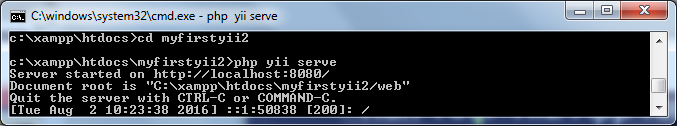 C:\windows\system32\cmd.exe - php yii serve
c:\xampp\htdocs>cd myfirstyii2
c:\xampp\htdocs\myfirstyii2>php yii serve
Server started on http://localhost:8080/
Document root is "C:\xampp\htdocs\myfirstyii2/web"
Quit the server with CTRL-C or COMMAND-C.
[Tue Aug  2 10:23:38 2016] ::1:50838 [200]: /